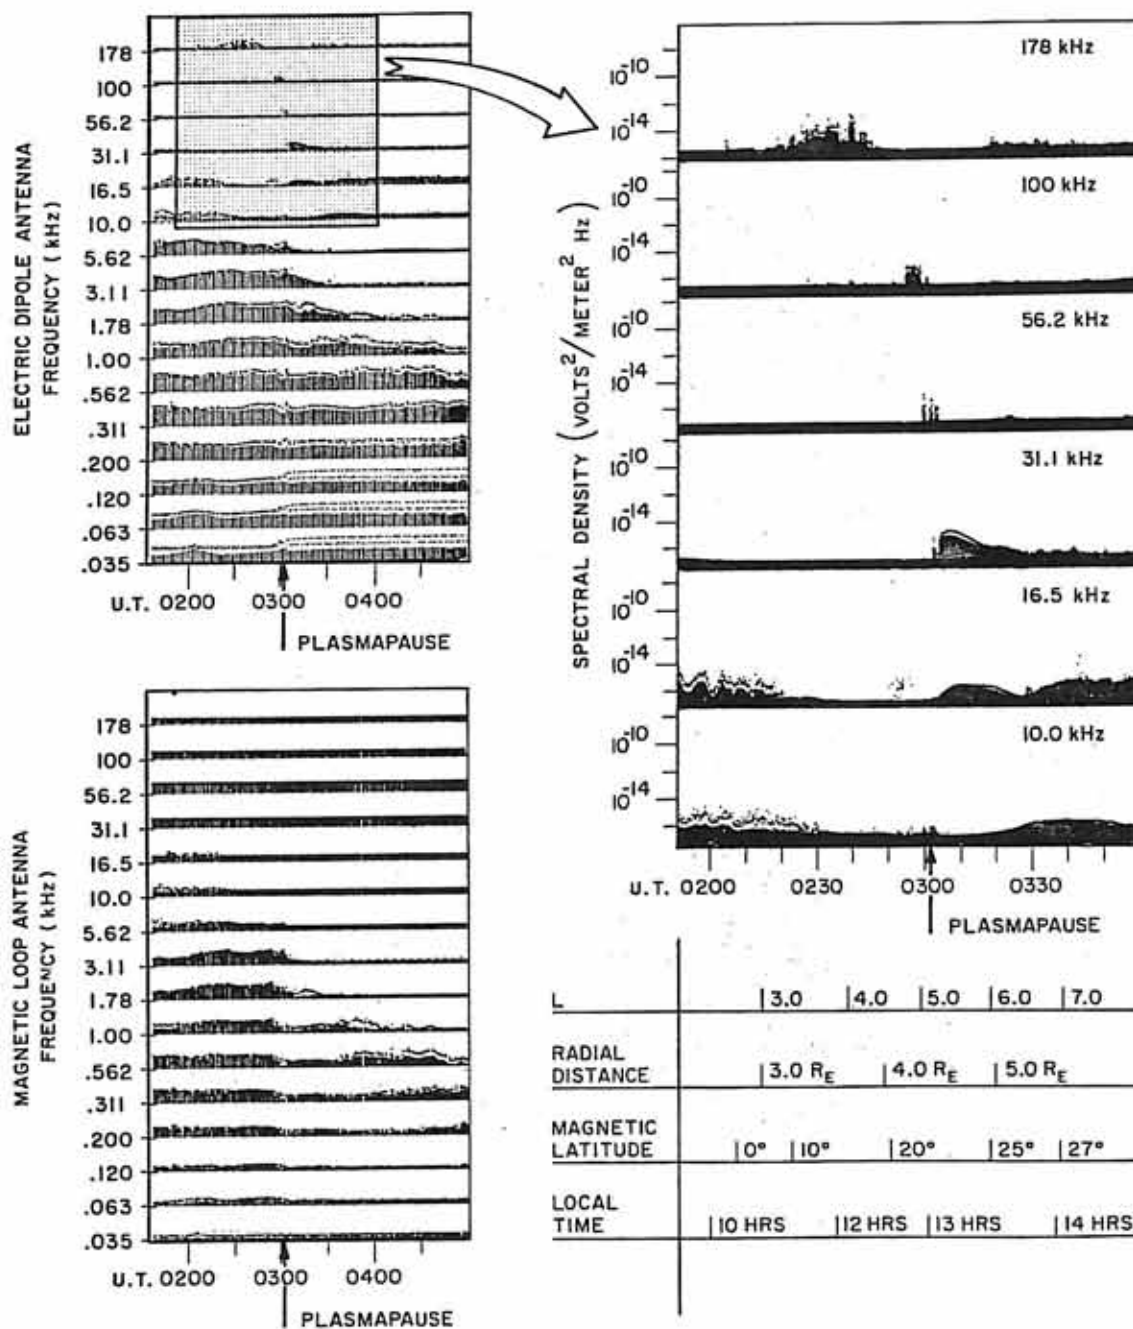 ELECTRIC DIPOLE ANTENNA
FREQUENCY (kHz)
178
100
56.2
31.1
16.5
10.0
5.62
3.11
1.78
1.00
.562
.311
.200
.120
.063
.035
U.T. 0200 0300 0400
PLASMAPAUSE
MAGNETIC LOOP ANTENNA
FREQUENCY (kHz)
178
100
56.2
31.1
16.5
10.0
5.62
3.11
1.78
1.00
.562
.311
.200
.120
.063
.035
U.T. 0200 0300 0400
PLASMAPAUSE
SPECTRAL DENSITY (VOLTS²/METER² Hz)
178 kHz
10⁻¹⁰
10⁻¹⁴
100 kHz
10⁻¹⁰
10⁻¹⁴
56.2 kHz
10⁻¹⁰
10⁻¹⁴
31.1 kHz
10⁻¹⁰
10⁻¹⁴
16.5 kHz
10⁻¹⁰
10⁻¹⁴
10.0 kHz
10⁻¹⁰
10⁻¹⁴
U.T. 0200 0230 0300 0330
PLASMAPAUSE
L 3.0 4.0 5.0 6.0 7.0
RADIAL
DISTANCE 3.0 RE 4.0 RE 5.0 RE
MAGNETIC
LATITUDE 0° 10° 20° 25° 27°
LOCAL
TIME 10 HRS 12 HRS 13 HRS 14 HRS